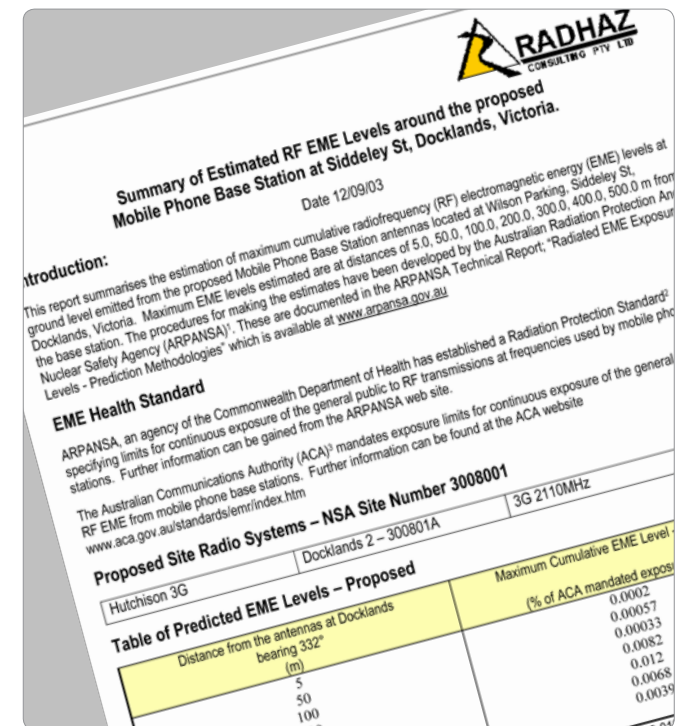 RADHAZ
CONSULTING PTY LTD
Summary of Estimated RF EME Levels around the proposed
Mobile Phone Base Station at Siddeley St, Docklands, Victoria.
Date 12/09/03
ntroduction:
This report summarises the estimation of maximum cumulative radiofrequency (RF) electromagnetic energy (EME) levels at
ground level emitted from the proposed Mobile Phone Base Station antennas located at Wilson Parking, Siddeley St,
Docklands, Victoria. Maximum EME levels estimated are at distances of 5.0, 50.0, 100.0, 200.0, 300.0, 400.0, 500.0 m from
the base station. The procedures for making the estimates have been developed by the Australian Radiation Protection An
Nuclear Safety Agency (ARPANSA)¹. These are documented in the ARPANSA Technical Report; "Radiated EME Exposur
Levels - Prediction Methodologies" which is available at www.arpansa.gov.au
EME Health Standard
ARPANSA, an agency of the Commonwealth Department of Health has established a Radiation Protection Standard²
specifying limits for continuous exposure of the general public to RF transmissions at frequencies used by mobile pho
stations. Further information can be gained from the ARPANSA web site.
The Australian Communications Authority (ACA)³ mandates exposure limits for continuous exposure of the general
RF EME from mobile phone base stations. Further information can be found at the ACA website
www.aca.gov.au/standards/emr/index.htm
Proposed Site Radio Systems – NSA Site Number 3008001
Hutchison 3G Docklands 2 – 300801A 3G 2110MHz
Table of Predicted EME Levels – Proposed
Distance from the antennas at Docklands
bearing 332°
(m)
Maximum Cumulative EME Level -
(% of ACA mandated exposu
5 0.0002
50 0.00057
100 0.00033
0.0082
0.012
0.0068
0.0039